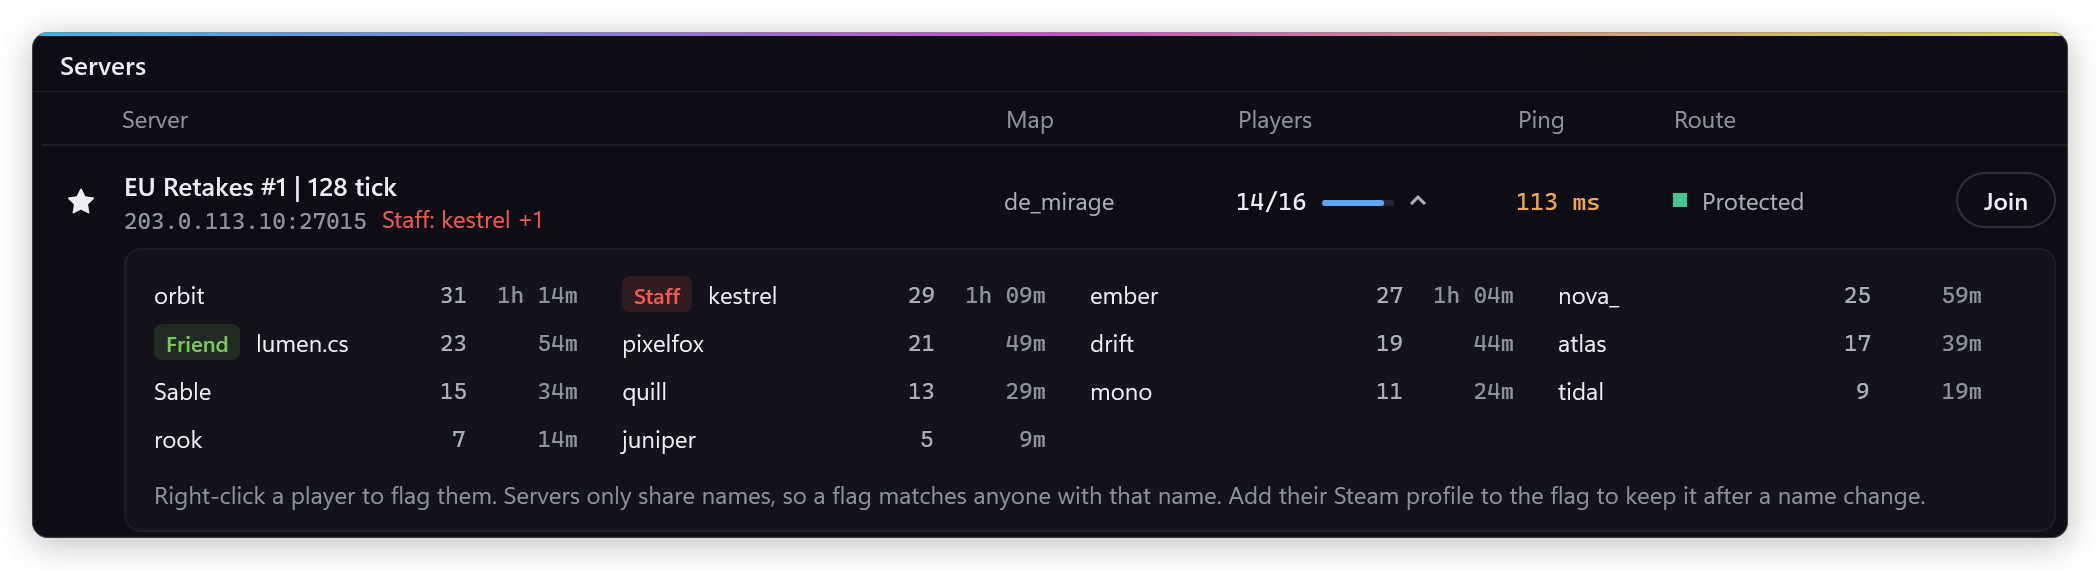 Servers
Server Map Players Ping Route
EU Retakes #1 | 128 tick
203.0.113.10:27015 Staff: kestrel +1
de_mirage 14/16 113 ms Protected Join
orbit 31 1h 14m Staff kestrel 29 1h 09m ember 27 1h 04m nova_ 25 59m
Friend lumen.cs 23 54m pixelfox 21 49m drift 19 44m atlas 17 39m
Sable 15 34m quill 13 29m mono 11 24m tidal 9 19m
rook 7 14m juniper 5 9m
Right-click a player to flag them. Servers only share names, so a flag matches anyone with that name. Add their Steam profile to the flag to keep it after a name change.